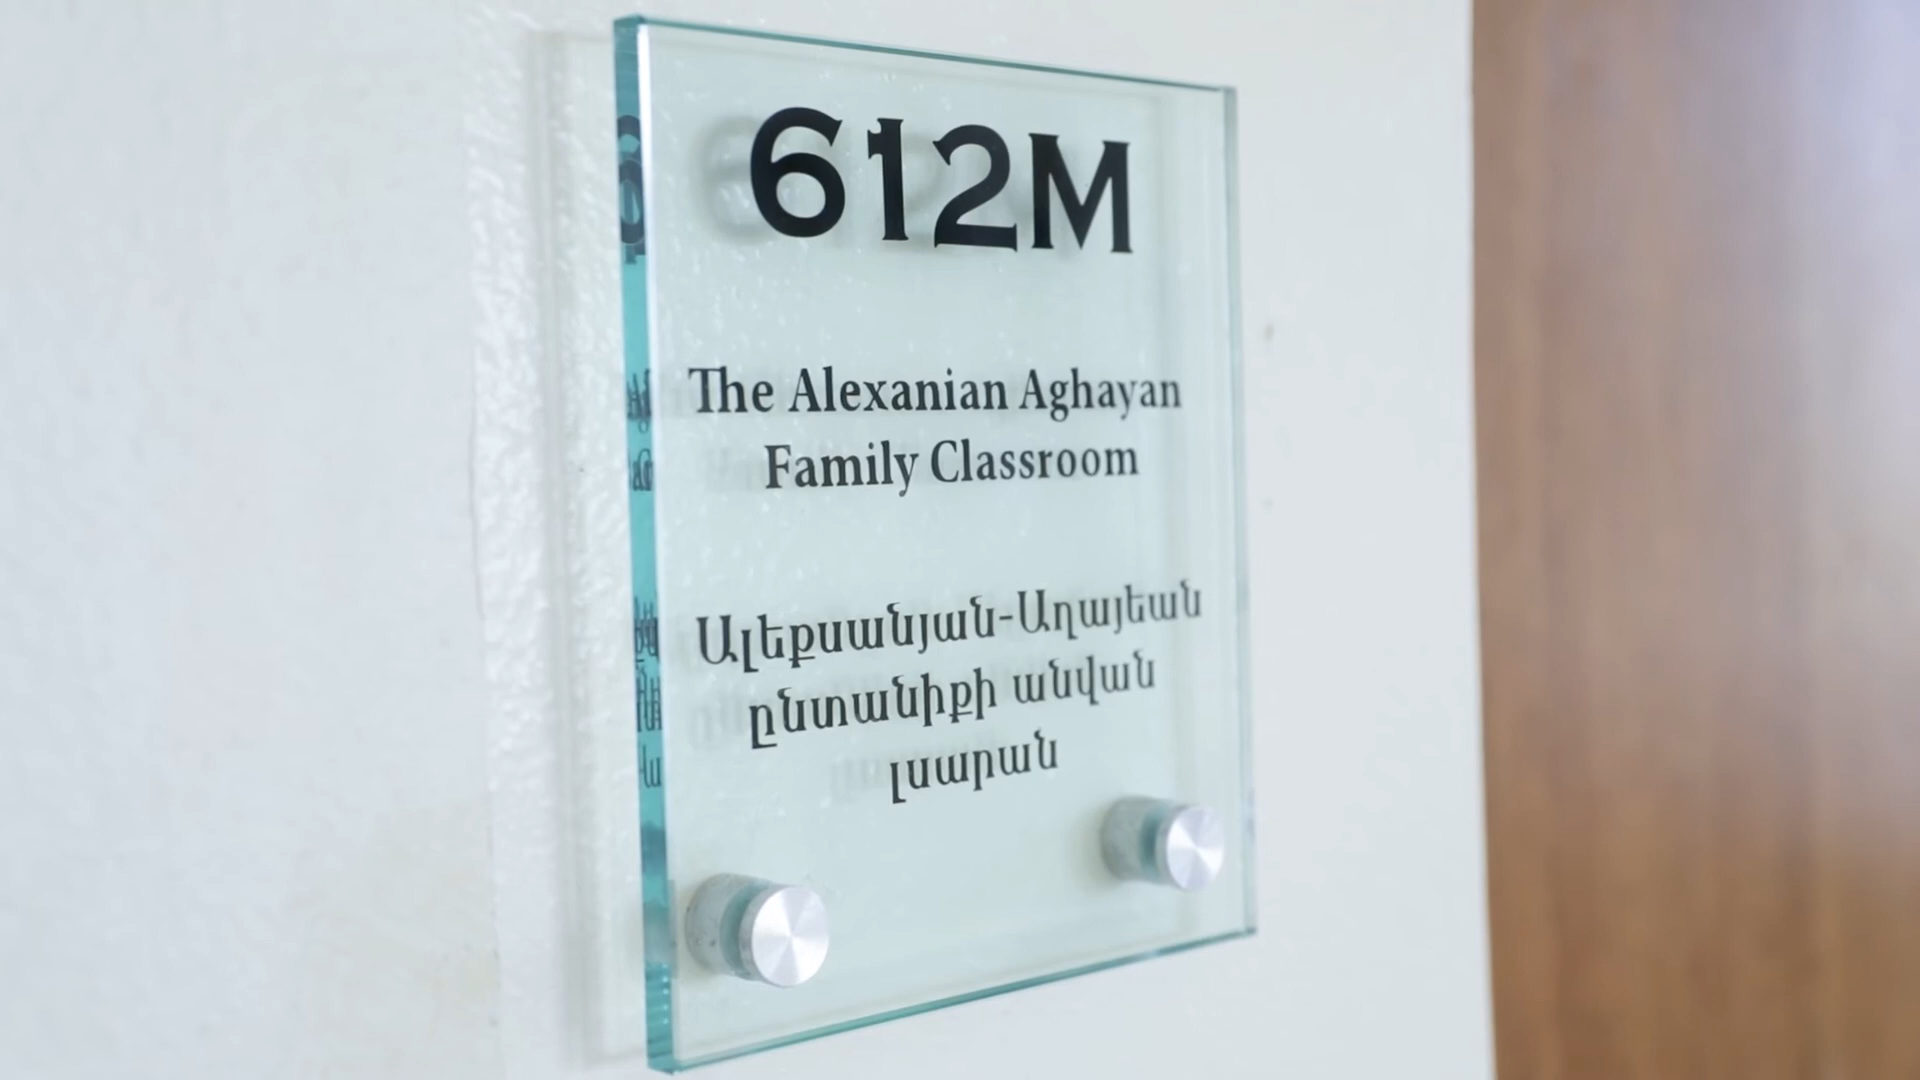 612M
The Alexanian Aghayan
Family Classroom
Ալեքսանյան-Աղայեան
ընտանիքի անվան
լսարան